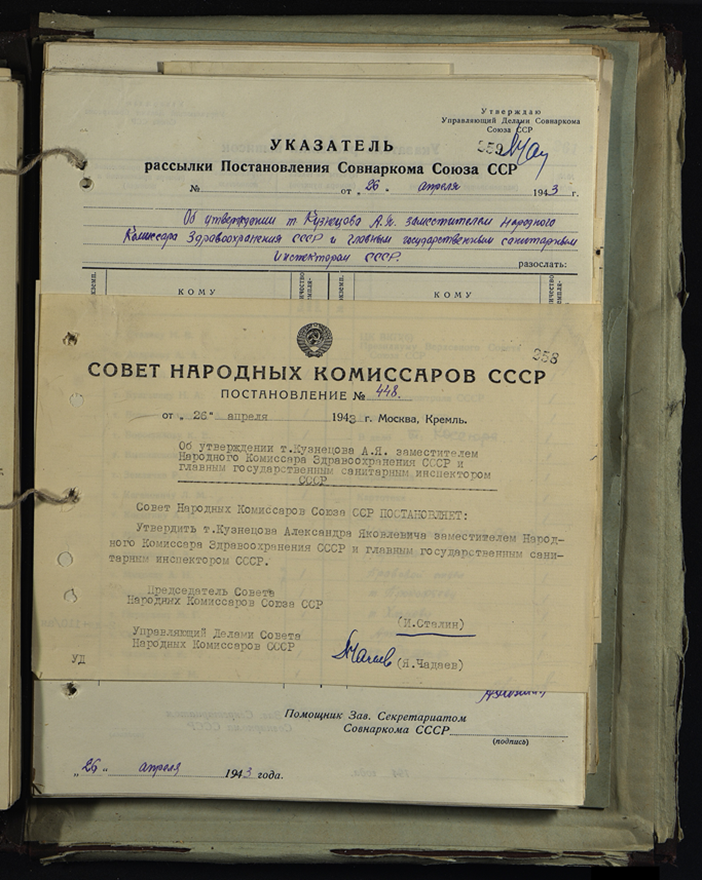 Утверждаю
Управляющий Делами Совнаркома
Союза ССР
359
УКАЗАТЕЛЬ
рассылки Постановления Совнаркома Союза ССР
№ от „26 апреля 1943 г.
Об утверждении т. Кузнецова А.Я. заместителем Народного
Комиссара Здравоохранения СССР и главным государственным санитарным
инспектором СССР.
разослать:
КОМУ КОМУ
358
СОВЕТ НАРОДНЫХ КОМИССАРОВ СССР
ПОСТАНОВЛЕНИЕ № 448.
от „26" апреля 1943 г. Москва, Кремль.
Об утверждении т.Кузнецова А.Я. заместителем
Народного Комиссара Здравоохранения СССР и
главным государственным санитарным инспектором
СССР
Совет Народных Комиссаров Союза ССР ПОСТАНОВЛЯЕТ:
Утвердить т.Кузнецова Александра Яковлевича заместителем Народ-
ного Комиссара Здравоохранения СССР и главным государственным сани-
тарным инспектором СССР.
Председатель Совета
Народных Комиссаров Союза ССР
(И.Сталин)
Управляющий Делами Совета
Народных Комиссаров СССР
(Я.Чадаев)
УД
Помощник Зав. Секретариатом
Совнаркома СССР
(подпись)
„26" апреля 1943 года.